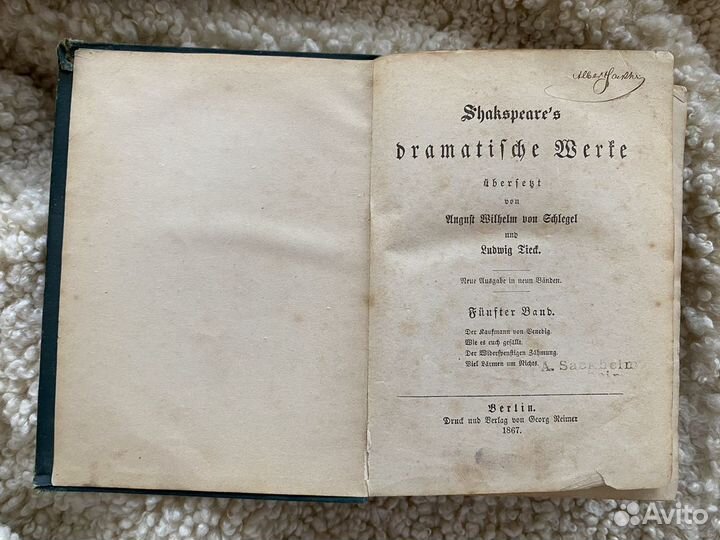 Shakspeare's
dramatische Werke
übersetzt
von
August Wilhelm von Schlegel
und
Ludwig Tieck.
Neue Ausgabe in neun Bänden.
Fünfter Band.
Der Kaufmann von Venedig.
Wie es euch gefällt.
Der Widerspenstigen Zähmung.
Viel Lärmen um Nichts.
A. Sackheim
Berlin.
Druck und Verlag von Georg Reimer
1867.
Avito